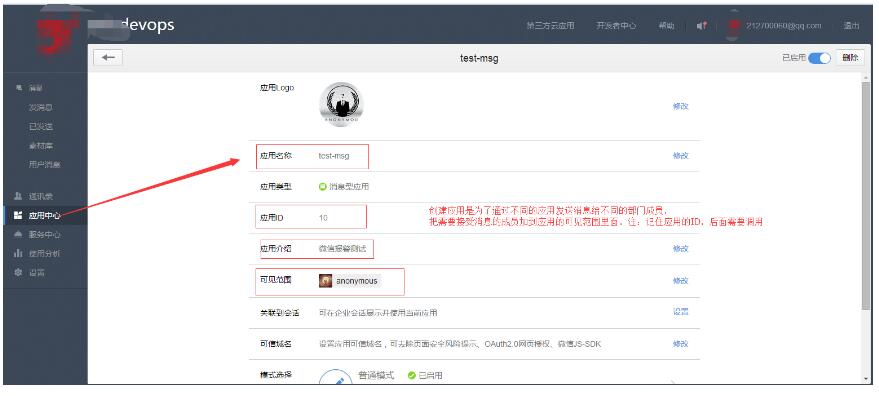 devops
第三方云应用 开发者中心 帮助 212700060@qq.com 退出
test-msg
已启用 删除
消息
发消息
已发送
素材库
用户消息
通讯录
应用中心
服务中心
使用分析
设置
应用Logo
ANONYMOU
修改
应用名称 test-msg 修改
应用类型 消息型应用
应用ID 10
创建应用是为了通过不同的应用发送消息给不同的部门成员，
把需要接受消息的成员加到应用的可见范围里面。注：记住应用的ID，后面需要调用
应用介绍 微信报警测试 修改
可见范围 anonymous 修改
关联到会话 可在企业会话展示并使用当前应用 设置
可信域名 设置应用可信域名，可去除页面安全风险提示、OAuth2.0网页授权、微信JS-SDK 修改
模式选择 普通模式 已启用